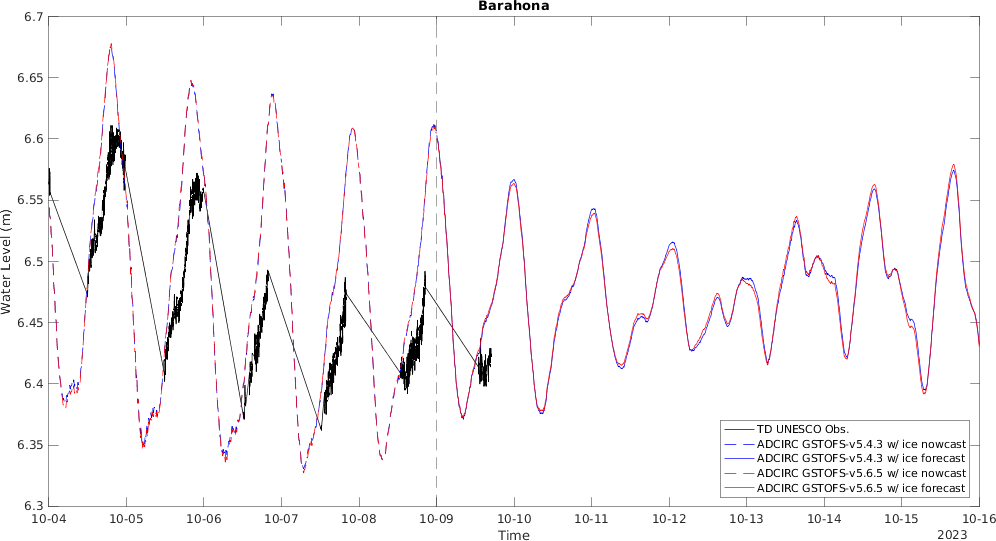 Barahona
6.7
6.65
6.6
6.55
6.5
6.45
6.4
6.35
6.3
Water Level (m)
10-04 10-05 10-06 10-07 10-08 10-09 10-10 10-11 10-12 10-13 10-14 10-15 10-16
Time
2023
TD UNESCO Obs.
ADCIRC GSTOFS-v5.4.3 w/ ice nowcast
ADCIRC GSTOFS-v5.4.3 w/ ice forecast
ADCIRC GSTOFS-v5.6.5 w/ ice nowcast
ADCIRC GSTOFS-v5.6.5 w/ ice forecast